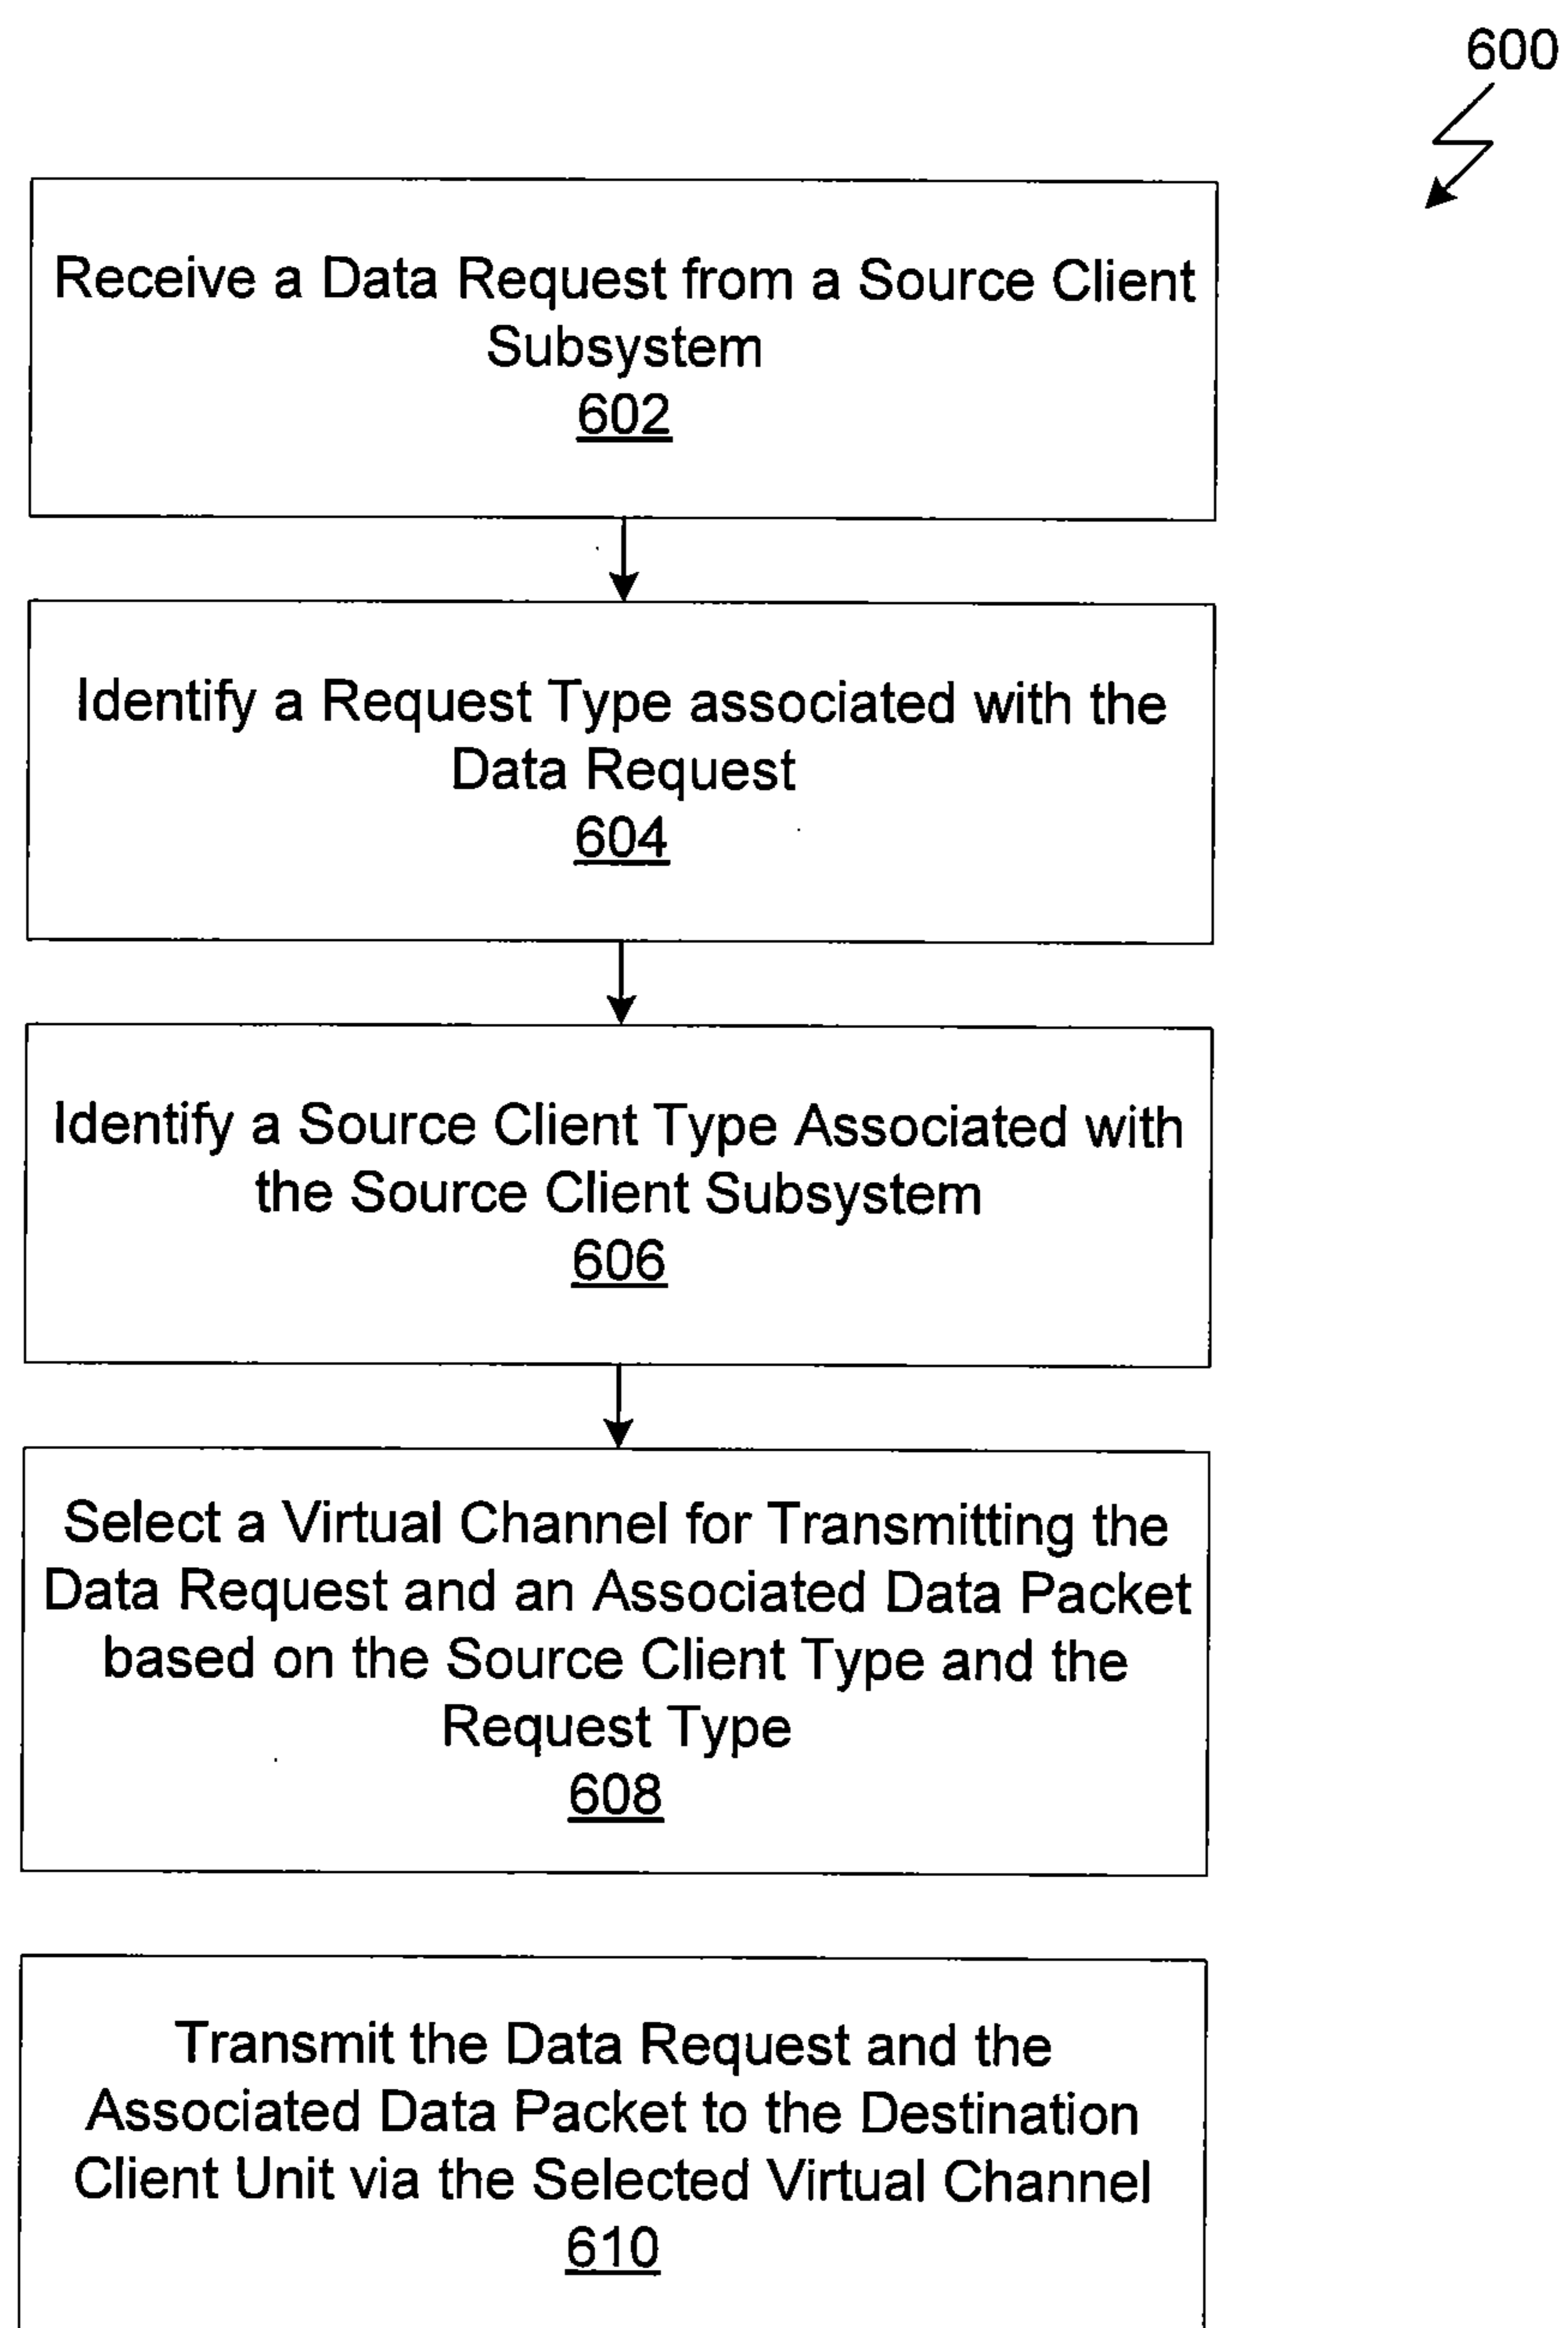 600
Receive a Data Request from a Source Client
Subsystem
602
Identify a Request Type associated with the
Data Request
604
Identify a Source Client Type Associated with
the Source Client Subsystem
606
Select a Virtual Channel for Transmitting the
Data Request and an Associated Data Packet
based on the Source Client Type and the
Request Type
608
Transmit the Data Request and the
Associated Data Packet to the Destination
Client Unit via the Selected Virtual Channel
610